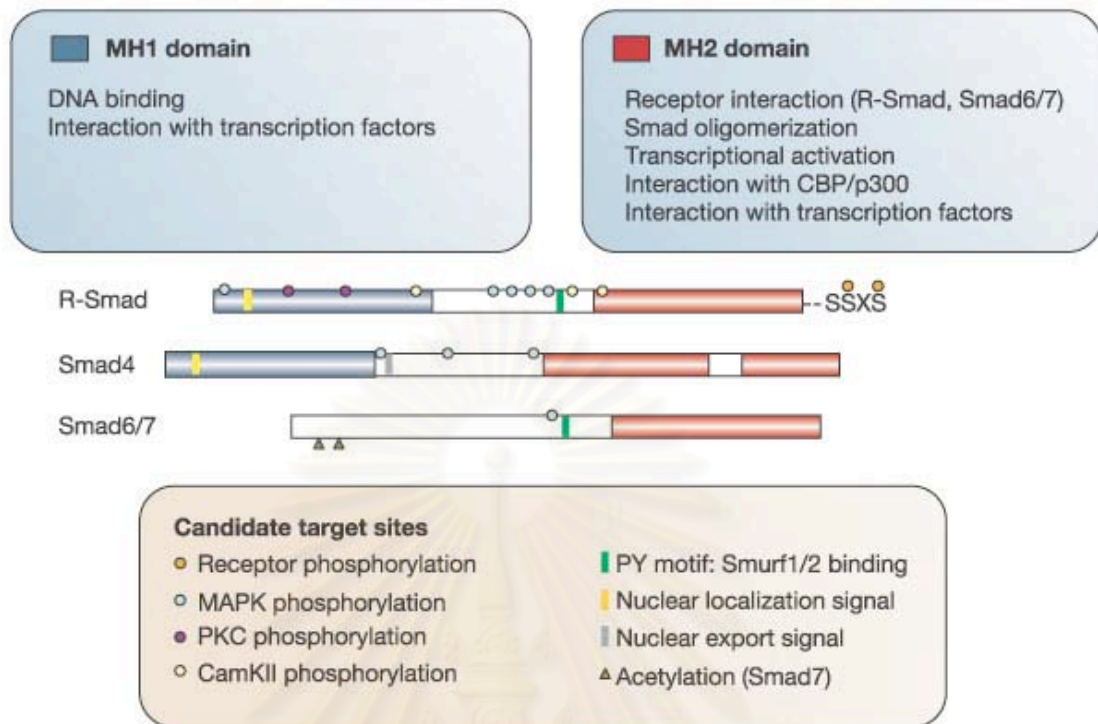 MH1 domain
DNA binding
Interaction with transcription factors
MH2 domain
Receptor interaction (R-Smad, Smad6/7)
Smad oligomerization
Transcriptional activation
Interaction with CBP/p300
Interaction with transcription factors
R-Smad
--SSXS
Smad4
Smad6/7
Candidate target sites
Receptor phosphorylation
MAPK phosphorylation
PKC phosphorylation
CamKII phosphorylation
PY motif: Smurf1/2 binding
Nuclear localization signal
Nuclear export signal
Acetylation (Smad7)